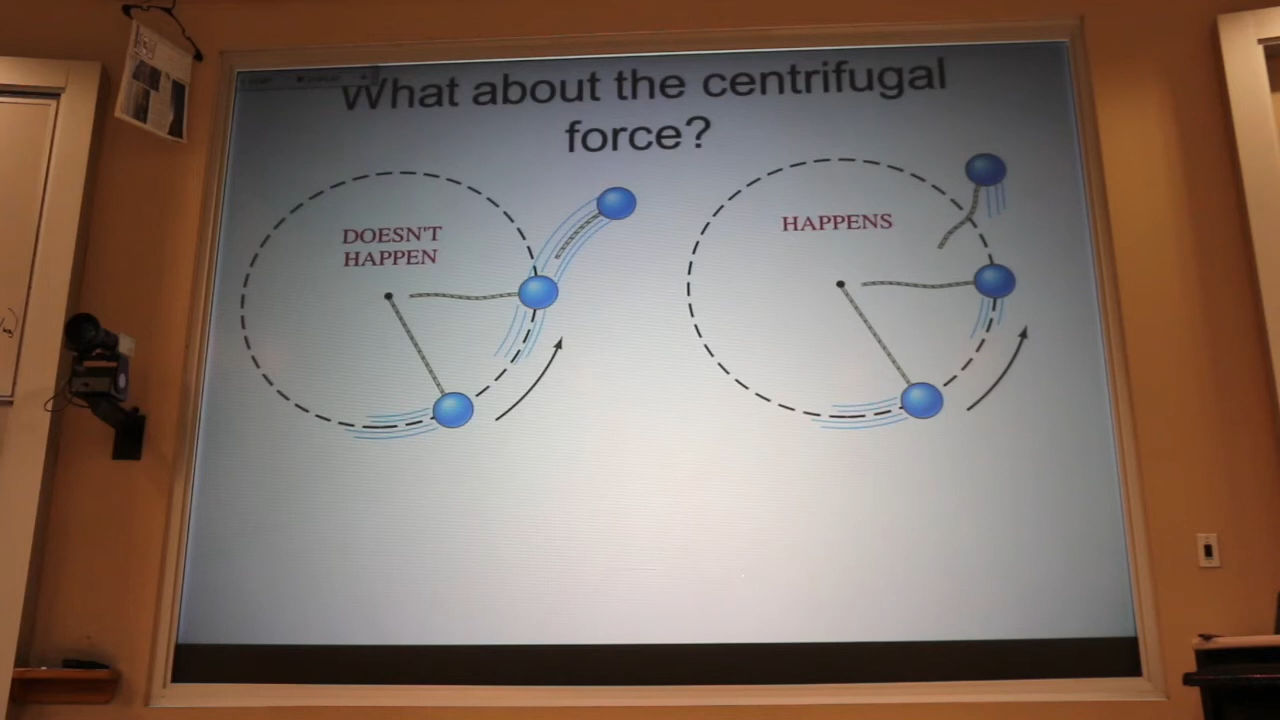 What about the centrifugal
force?
DOESN'T
HAPPEN
HAPPENS